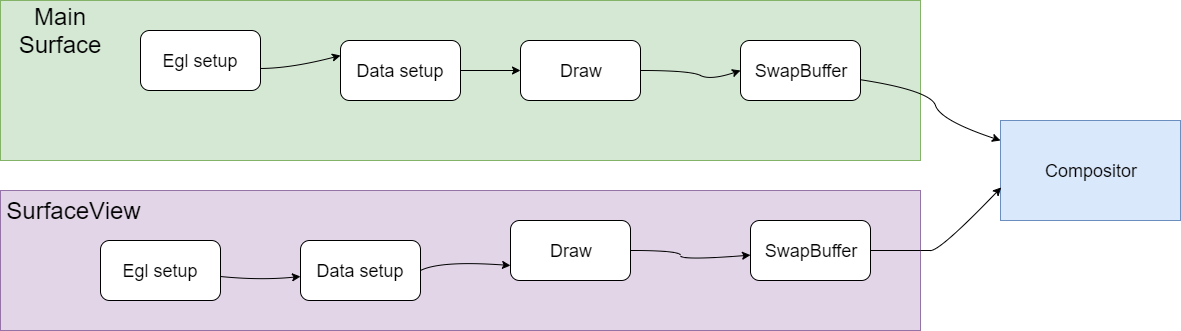 Main
Surface
Egl setup
Data setup
Draw
SwapBuffer
Compositor
SurfaceView
Egl setup
Data setup
Draw
SwapBuffer